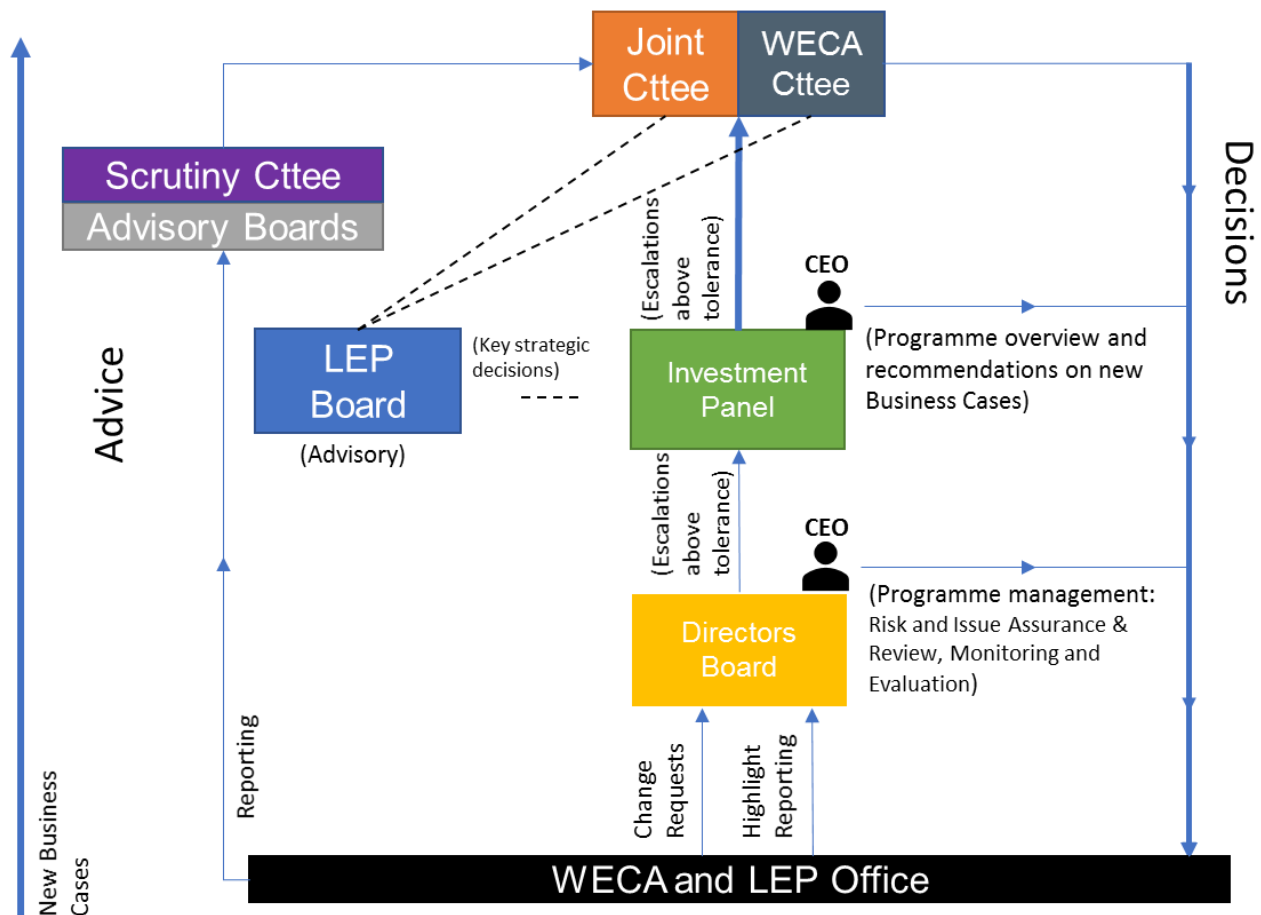 Joint
Cttee
WECA
Cttee
Scrutiny Cttee
Advisory Boards
Decisions
Advice
(Escalations
above
tolerance)
CEO
(Programme overview and
recommendations on new
Business Cases)
LEP
Board
(Advisory)
(Key strategic
decisions)
Investment
Panel
(Escalations
above
tolerance)
CEO
(Programme management:
Risk and Issue Assurance &
Review, Monitoring and
Evaluation)
Directors
Board
Reporting
Change
Requests
Highlight
Reporting
New Business
Cases
WECA and LEP Office